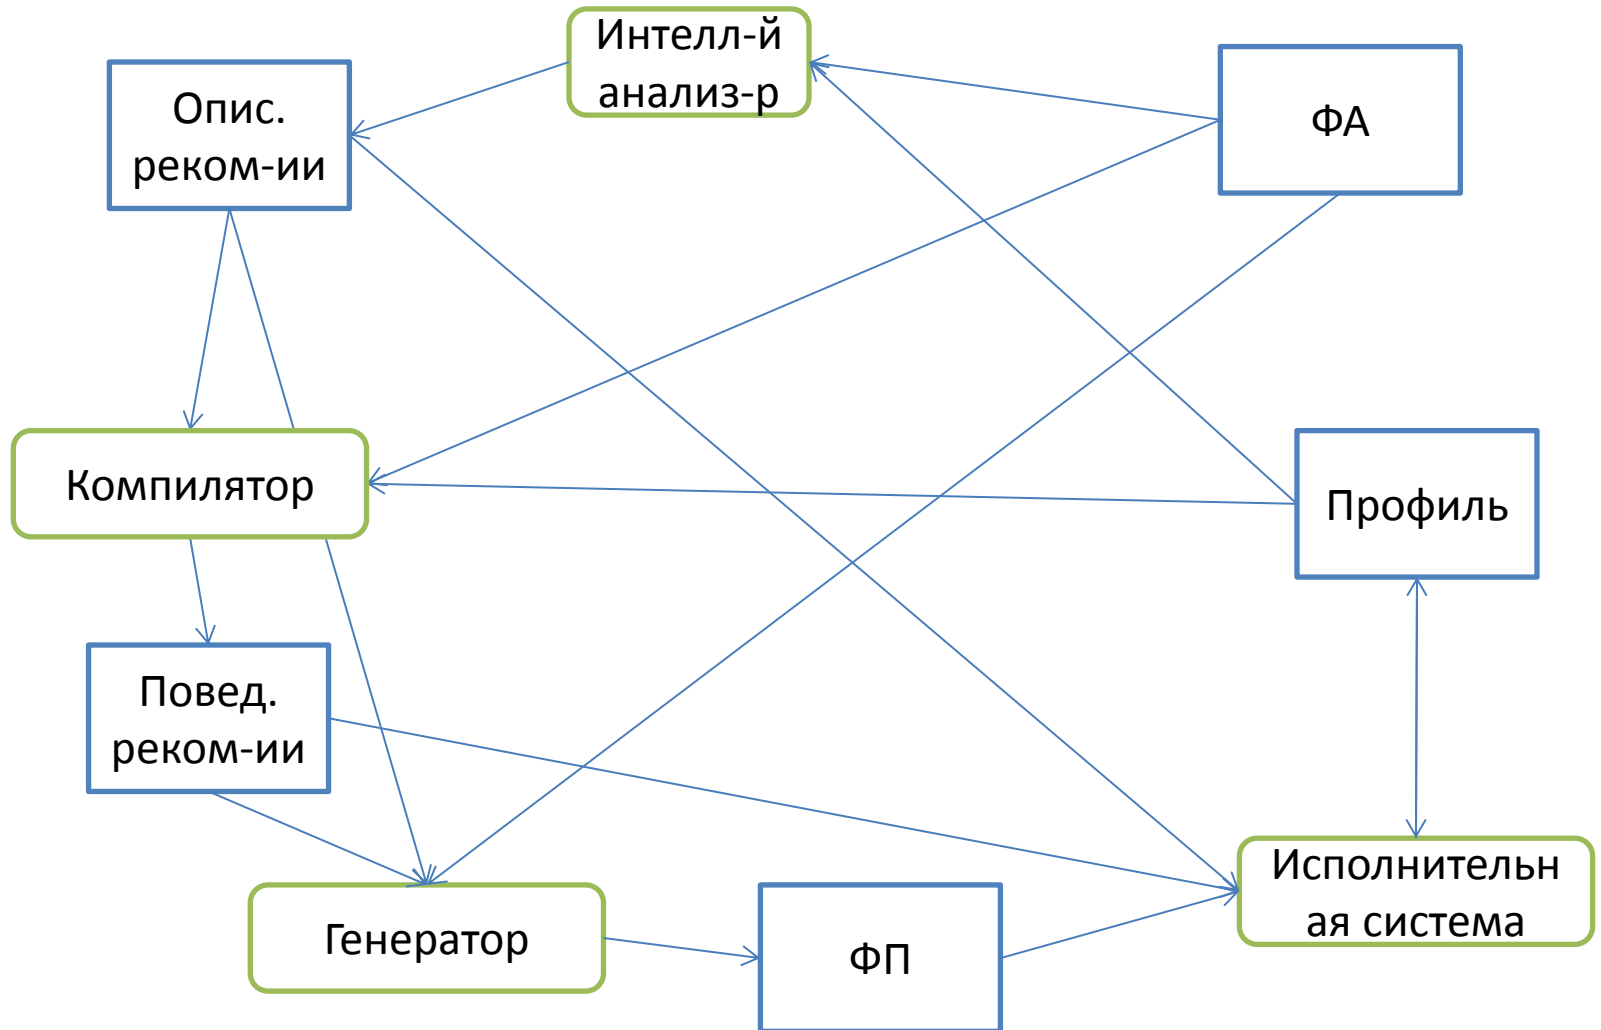 Интелл-й
анализ-р
Опис.
реком-ии
ФА
Компилятор
Профиль
Повед.
реком-ии
Исполнительн
ая система
Генератор
ФП